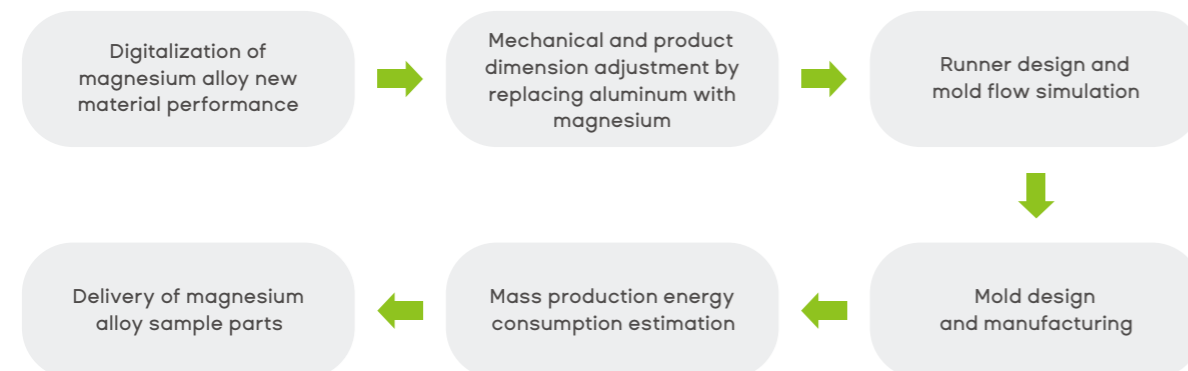 Digitalization of
magnesium alloy new
material performance
Mechanical and product
dimension adjustment by
replacing aluminum with
magnesium
Runner design and
mold flow simulation
Mold design
and manufacturing
Mass production energy
consumption estimation
Delivery of magnesium
alloy sample parts